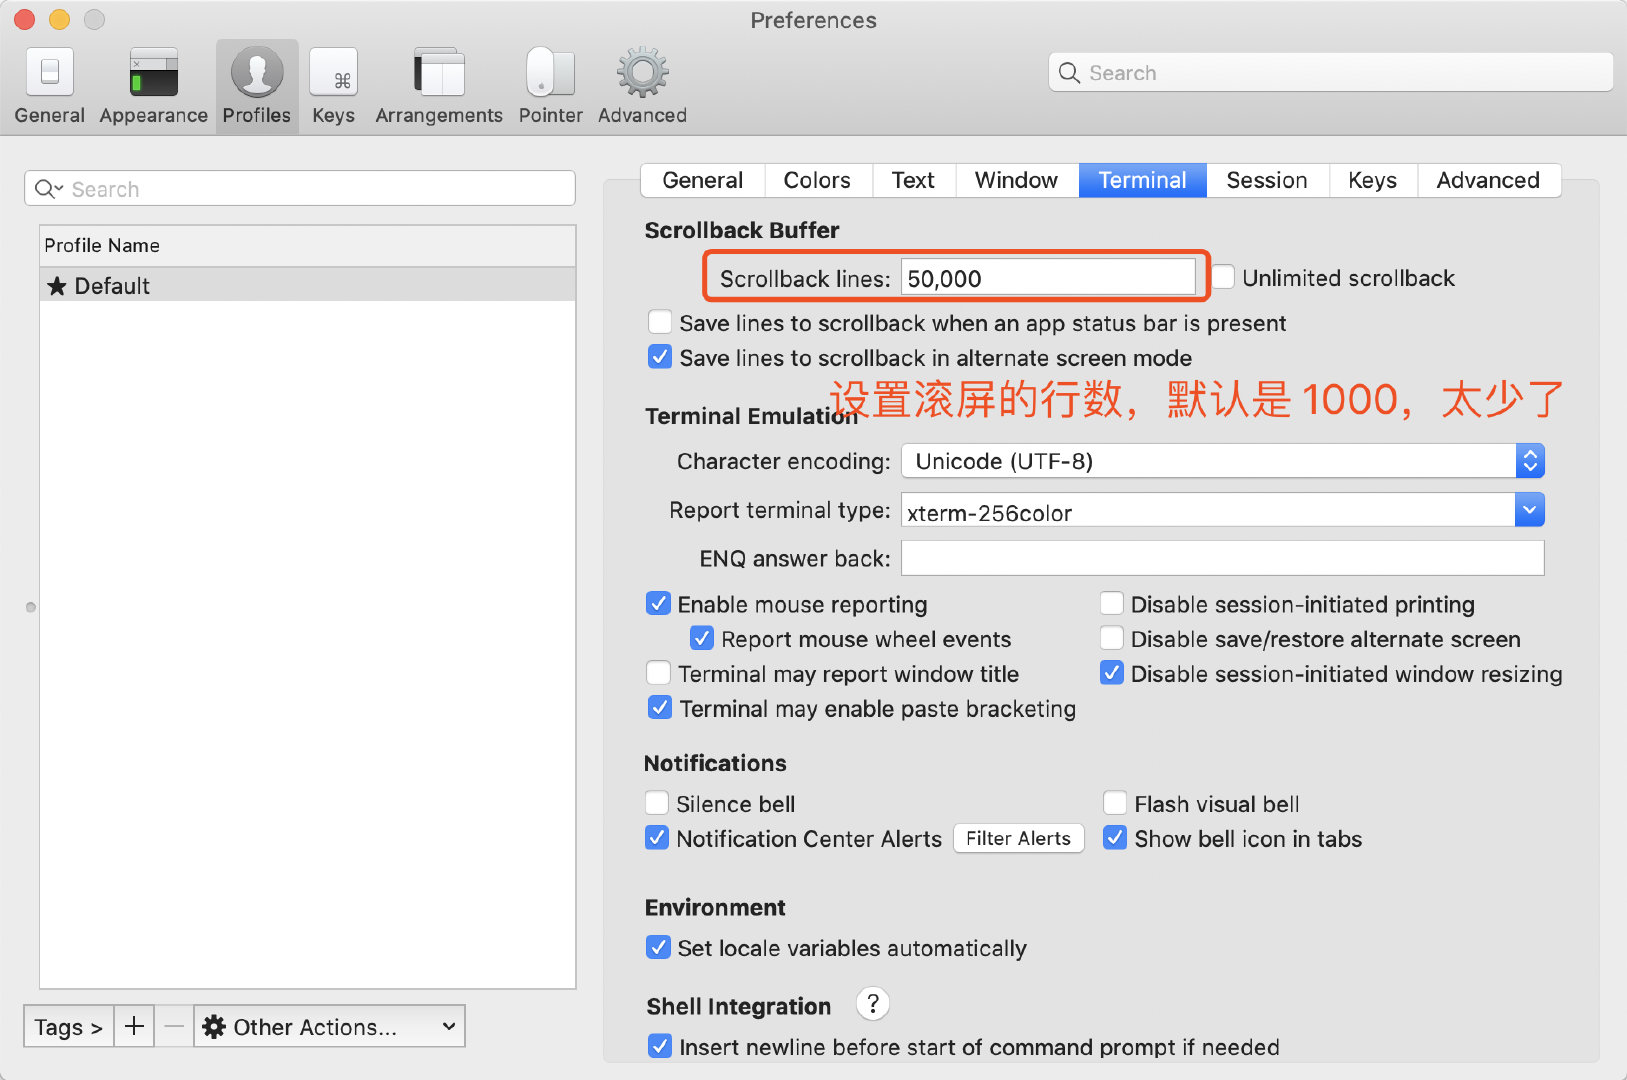 Preferences
General Appearance Profiles Keys Arrangements Pointer Advanced
Search
Search
Profile Name
★ Default
Tags > + — Other Actions...
General Colors Text Window Terminal Session Keys Advanced
Scrollback Buffer
Scrollback lines: 50,000 Unlimited scrollback
Save lines to scrollback when an app status bar is present
Save lines to scrollback in alternate screen mode
设置滚屏的行数，默认是 1000，太少了
Terminal Emulation
Character encoding: Unicode (UTF-8)
Report terminal type: xterm-256color
ENQ answer back:
Enable mouse reporting Disable session-initiated printing
Report mouse wheel events Disable save/restore alternate screen
Terminal may report window title Disable session-initiated window resizing
Terminal may enable paste bracketing
Notifications
Silence bell Flash visual bell
Notification Center Alerts Filter Alerts Show bell icon in tabs
Environment
Set locale variables automatically
Shell Integration ?
Insert newline before start of command prompt if needed